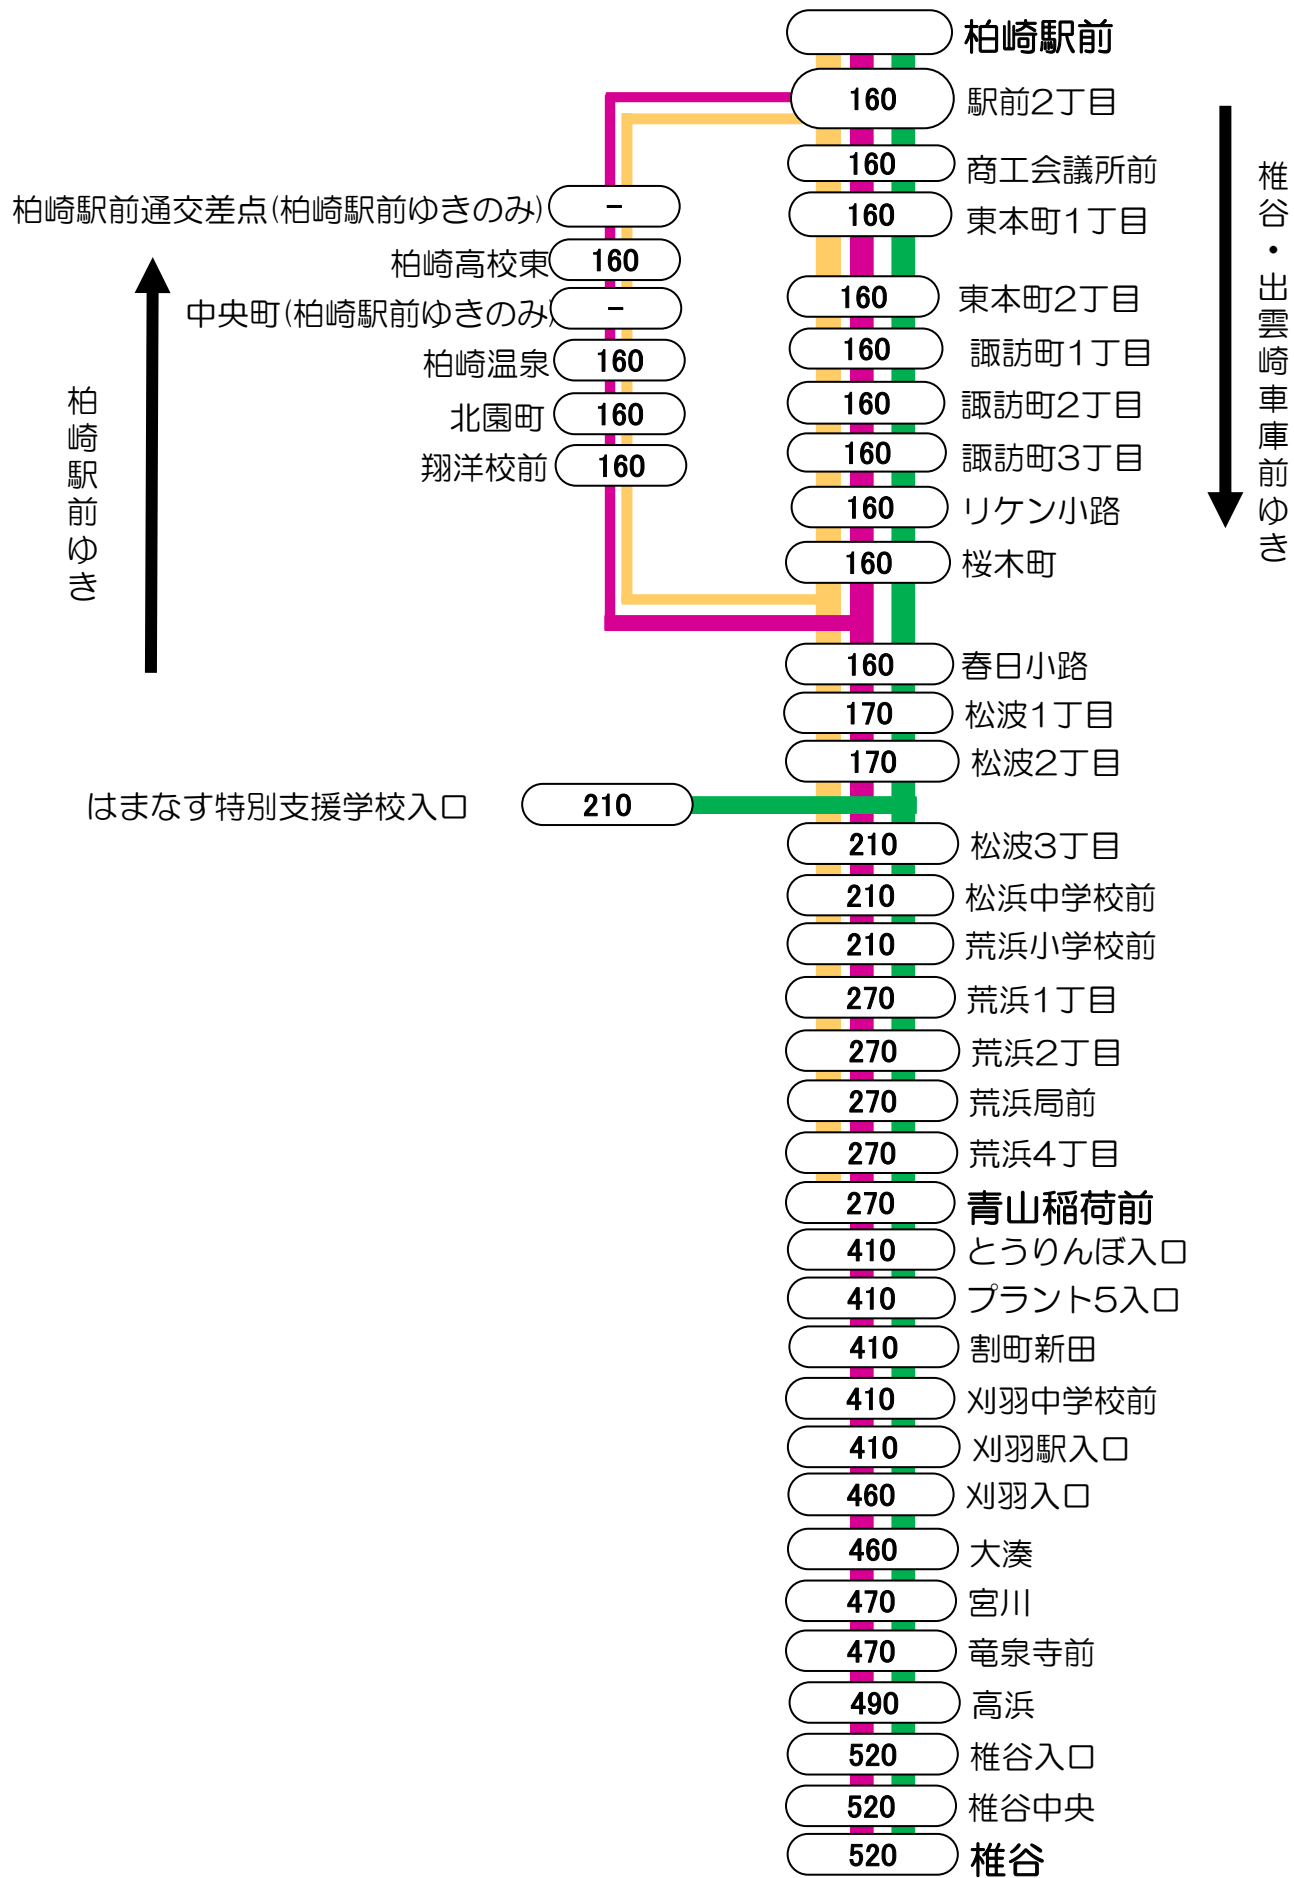 柏崎駅前
160 駅前2丁目
160 商工会議所前
160 東本町1丁目
柏崎駅前通交差点(柏崎駅前ゆきのみ) −
柏崎高校東 160
中央町(柏崎駅前ゆきのみ) −
柏崎温泉 160
北園町 160
翔洋校前 160
160 東本町2丁目
160 諏訪町1丁目
160 諏訪町2丁目
160 諏訪町3丁目
160 リケン小路
160 桜木町
椎谷・出雲崎車庫前ゆき
柏崎駅前ゆき
160 春日小路
170 松波1丁目
170 松波2丁目
はまなす特別支援学校入口 210
210 松波3丁目
210 松浜中学校前
210 荒浜小学校前
270 荒浜1丁目
270 荒浜2丁目
270 荒浜局前
270 荒浜4丁目
270 青山稲荷前
410 とうりんぼ入口
410 プラント5入口
410 割町新田
410 刈羽中学校前
410 刈羽駅入口
460 刈羽入口
460 大湊
470 宮川
470 竜泉寺前
490 高浜
520 椎谷入口
520 椎谷中央
520 椎谷